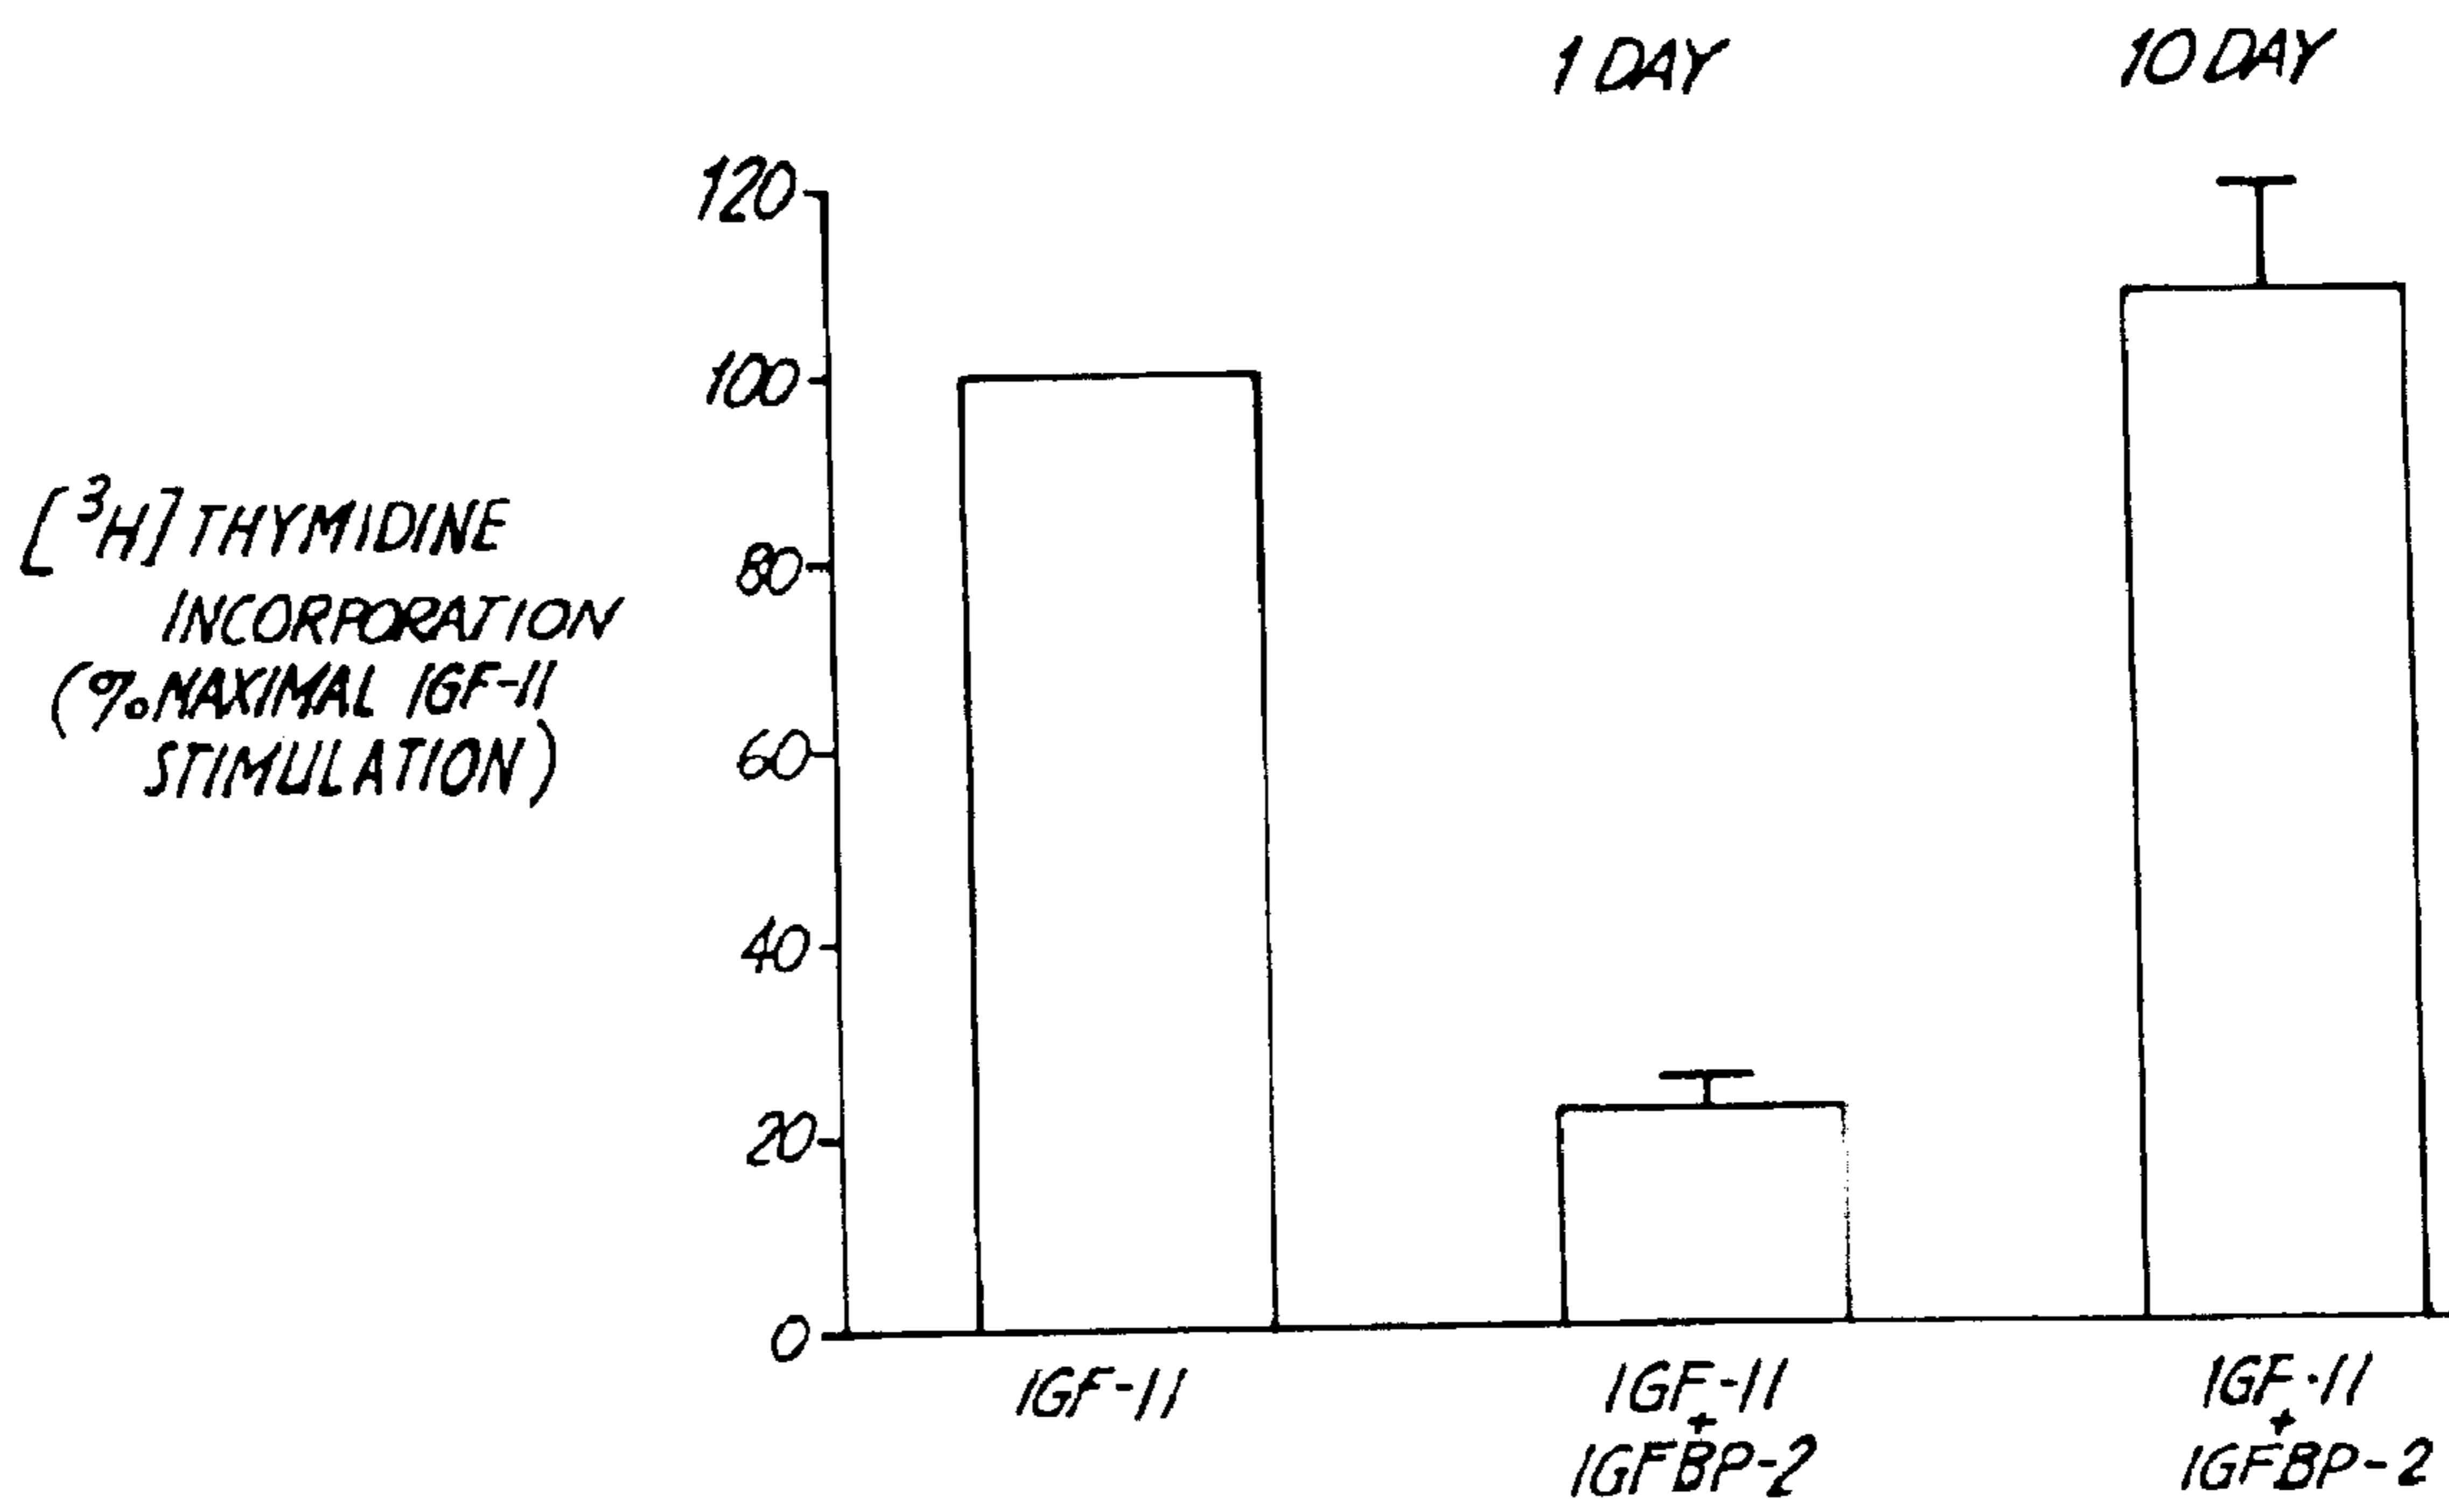 1 DAY
10 DAY
120
100
80
60
40
20
0
[³H] THYMIDINE
INCORPORATION
(% MAXIMAL IGF-II
STIMULATION)
IGF-II
IGF-II
+
IGFBP-2
IGF-II
+
IGFBP-2